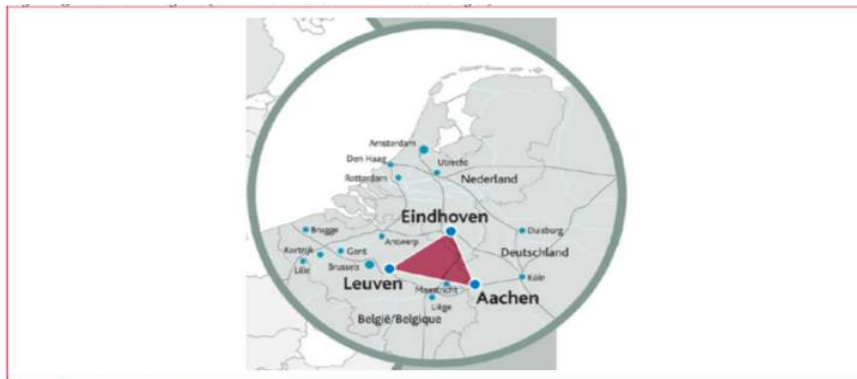 Amsterdam
Den Haag
Utrecht
Rotterdam
Nederland
Eindhoven
Brugge
Duisburg
Antwerp
Kortrijk
Gent
Deutschland
Lille
Brussels
Leuven
Köln
Maastricht
Aachen
Liège
België/Belgique